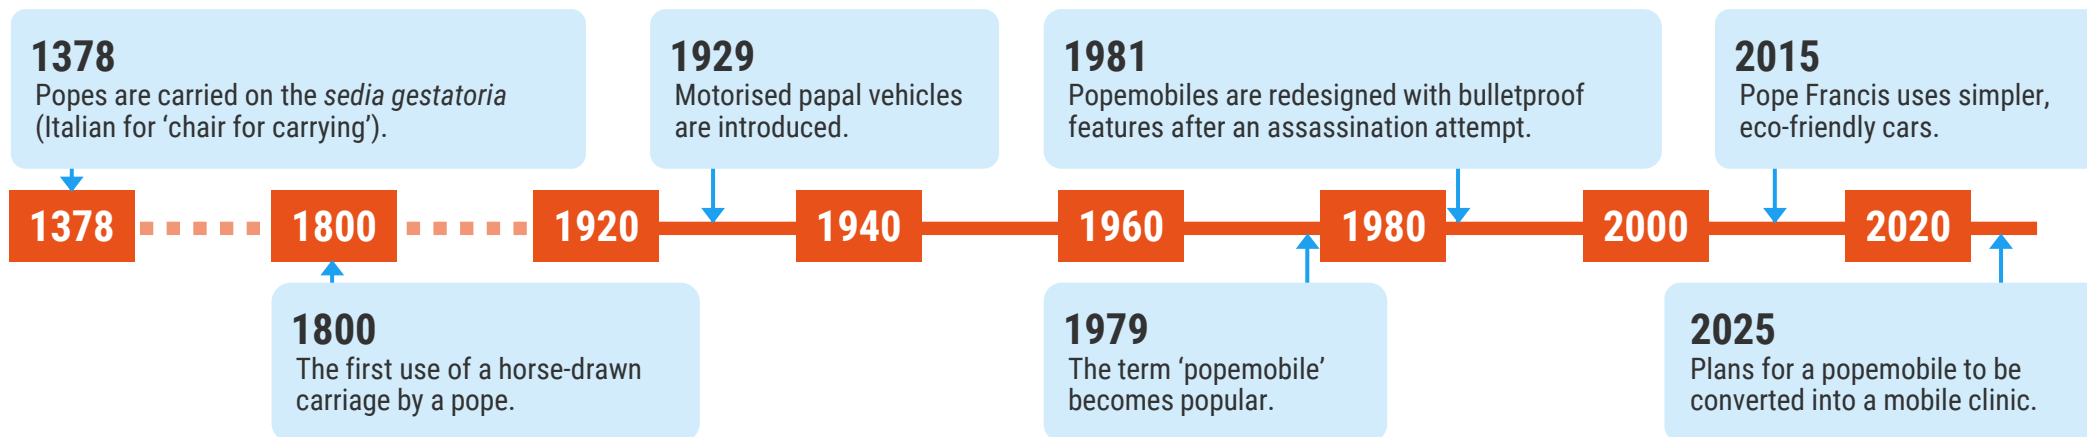 1378
Popes are carried on the sedia gestatoria
(Italian for ‘chair for carrying’).
1929
Motorised papal vehicles
are introduced.
1981
Popemobiles are redesigned with bulletproof
features after an assassination attempt.
2015
Pope Francis uses simpler,
eco-friendly cars.
1378
1800
1920
1940
1960
1980
2000
2020
1800
The first use of a horse-drawn
carriage by a pope.
1979
The term ‘popemobile’
becomes popular.
2025
Plans for a popemobile to be
converted into a mobile clinic.